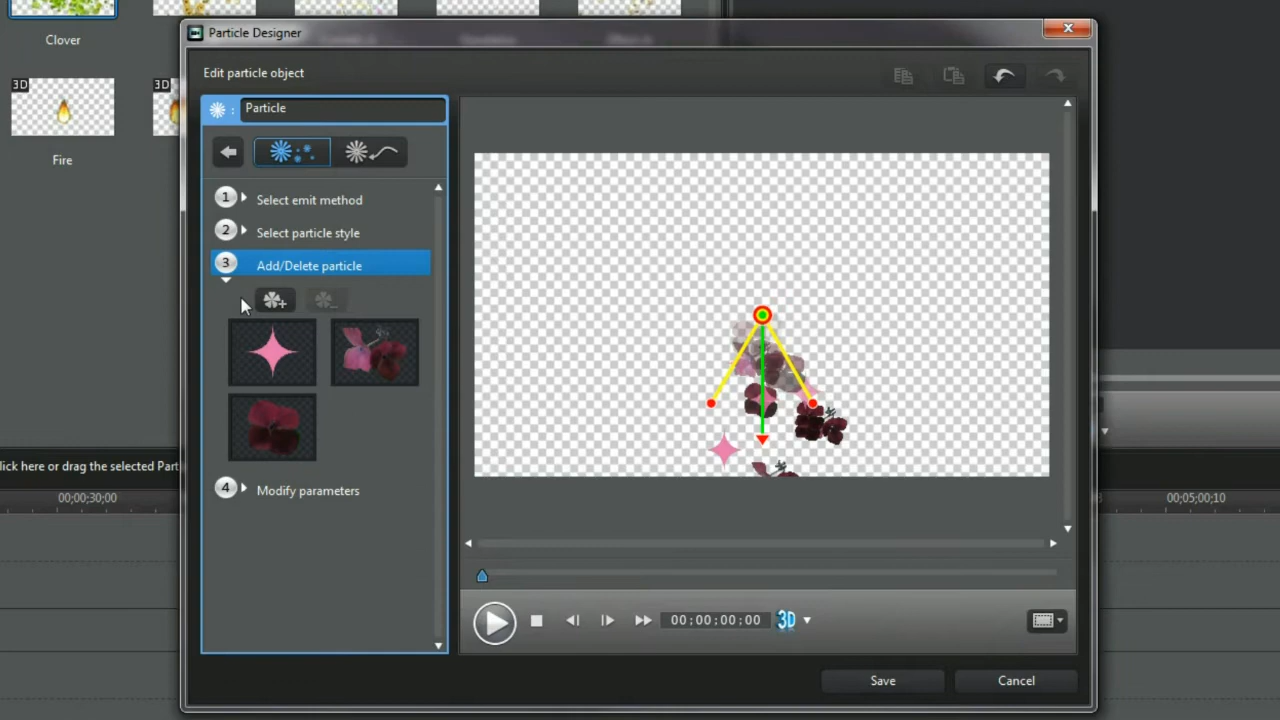 Clover
3D
3D
Fire
Particle Designer
Edit particle object
: Particle
1 Select emit method
2 Select particle style
3 Add/Delete particle
4 Modify parameters
00;00;00;00 3D
Save
Cancel
lick here or drag the selected Part
00;00;30;00
00;05;00;10